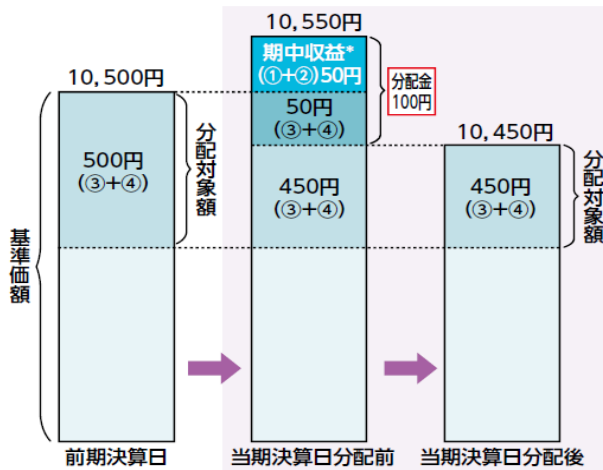 10,550円
期中収益*
(①+②)50円
分配金
100円
10,500円
50円
(③+④)
10,450円
500円
(③+④)
分配対象額
450円
(③+④)
450円
(③+④)
分配対象額
基準価額
前期決算日
当期決算日分配前
当期決算日分配後